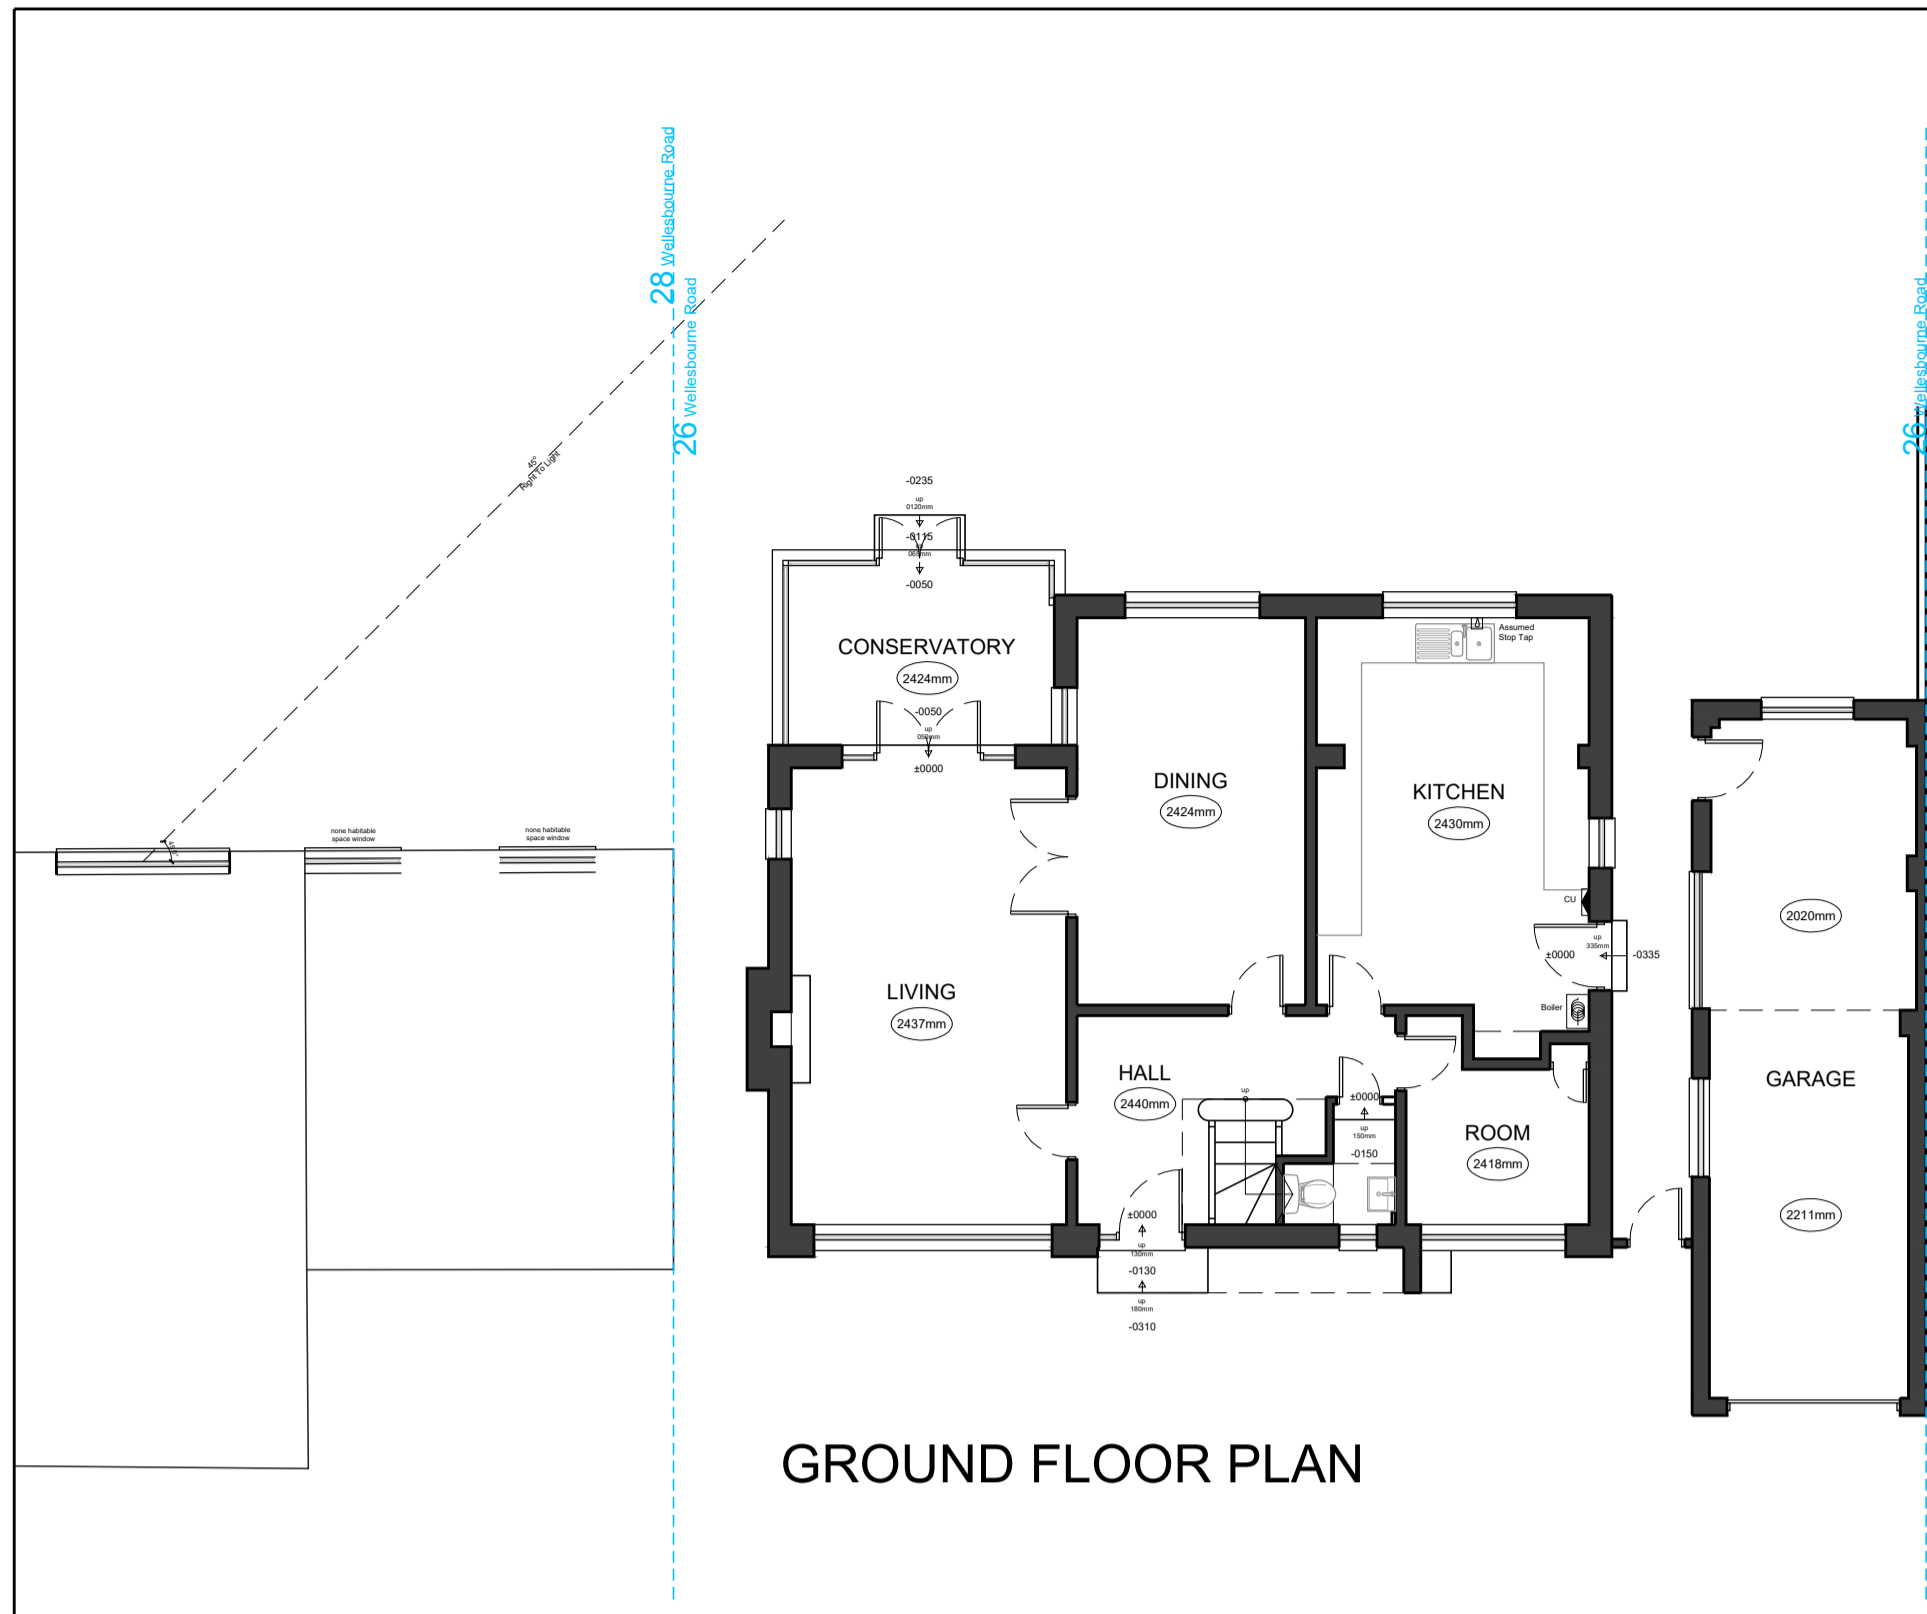 28 Wellesbourne Road
26 Wellesbourne Road
26 Wellesbourne Road
45°
Right To Light
-0235
up
0120mm
-0115
up
065mm
-0050
CONSERVATORY
2424mm
-0050
up
050mm
±0000
Assumed
Stop Tap
DINING
2424mm
KITCHEN
2430mm
none habitable
space window
none habitable
space window
CU
2020mm
up
335mm
±0000
-0335
LIVING
2437mm
Boiler
HALL
2440mm
up
±0000
up
150mm
-0150
ROOM
2418mm
GARAGE
2211mm
±0000
up
130mm
-0130
up
180mm
-0310
GROUND FLOOR PLAN